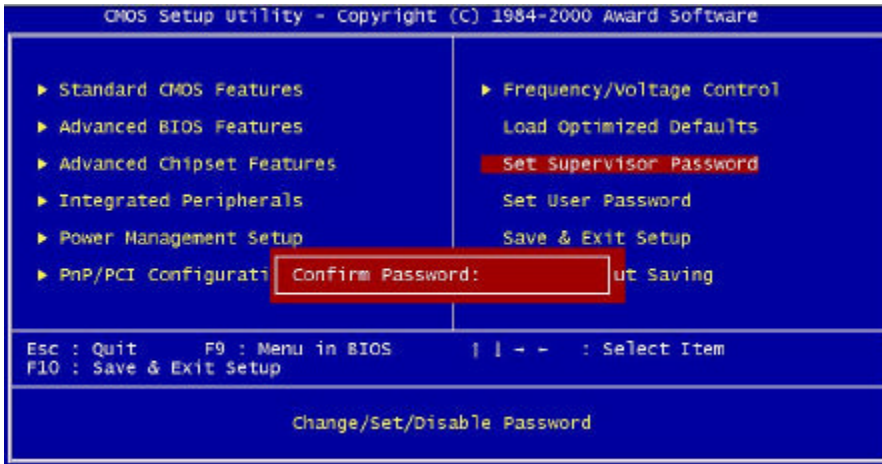 CMOS Setup Utility - Copyright (C) 1984-2000 Award Software
▶ Standard CMOS Features
▶ Advanced BIOS Features
▶ Advanced Chipset Features
▶ Integrated Peripherals
▶ Power Management Setup
▶ PnP/PCI Configurati
▶ Frequency/Voltage Control
Load Optimized Defaults
Set Supervisor Password
Set User Password
Save & Exit Setup
ut Saving
Confirm Password:
Esc : Quit F9 : Menu in BIOS ↑ ↓ → ← : Select Item
F10 : Save & Exit Setup
Change/Set/Disable Password